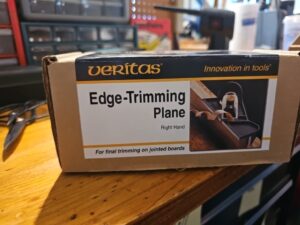 veritas®
Innovation in tools®
Edge-Trimming
Plane
Right Hand
For final trimming on jointed boards